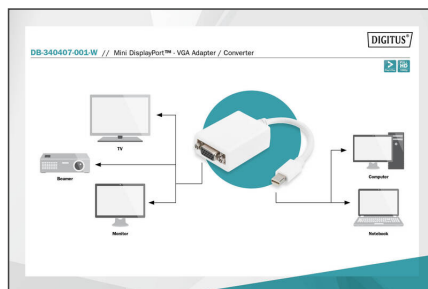 DIGITUS®
DB-340407-001-W // Mini DisplayPort™ - VGA Adapter / Converter
TV
Beamer
Monitor
Computer
Notebook